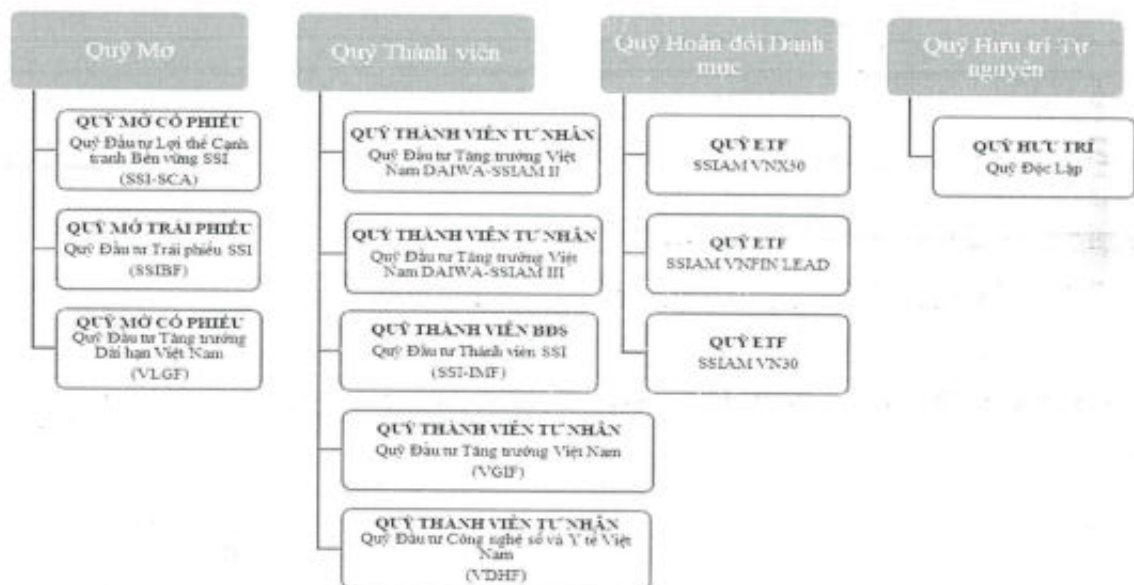 Quỹ Mở
QUỸ MỞ CỔ PHIẾU
Quỹ Đầu tư Lợi thế Cạnh
tranh Bền vững SSI
(SSI-SCA)
QUỸ MỞ TRÁI PHIẾU
Quỹ Đầu tư Trái phiếu SSI
(SSIBF)
QUỸ MỞ CỔ PHIẾU
Quỹ Đầu tư Tăng trưởng
Dài hạn Việt Nam
(VLGF)
Quỹ Thành viên
QUỸ THÀNH VIÊN TƯ NHÂN
Quỹ Đầu tư Tăng trưởng Việt
Nam DAIWA-SSIAM II
QUỸ THÀNH VIÊN TƯ NHÂN
Quỹ Đầu tư Tăng trưởng Việt
Nam DAIWA-SSIAM III
QUỸ THÀNH VIÊN BĐS
Quỹ Đầu tư Thành viên SSI
(SSI-IMF)
QUỸ THÀNH VIÊN TƯ NHÂN
Quỹ Đầu tư Tăng trưởng Việt Nam
(VGIF)
QUỸ THÀNH VIÊN TƯ NHÂN
Quỹ Đầu tư Công nghệ số và Y tế Việt
Nam
(VDHF)
Quỹ Hoán đổi Danh
mục
QUỸ ETF
SSIAM VNX50
QUỸ ETF
SSIAM VNFIN LEAD
QUỸ ETF
SSIAM VN30
Quỹ Hưu trí Tự
nguyện
QUỸ HƯU TRÍ
Quỹ Độc Lập